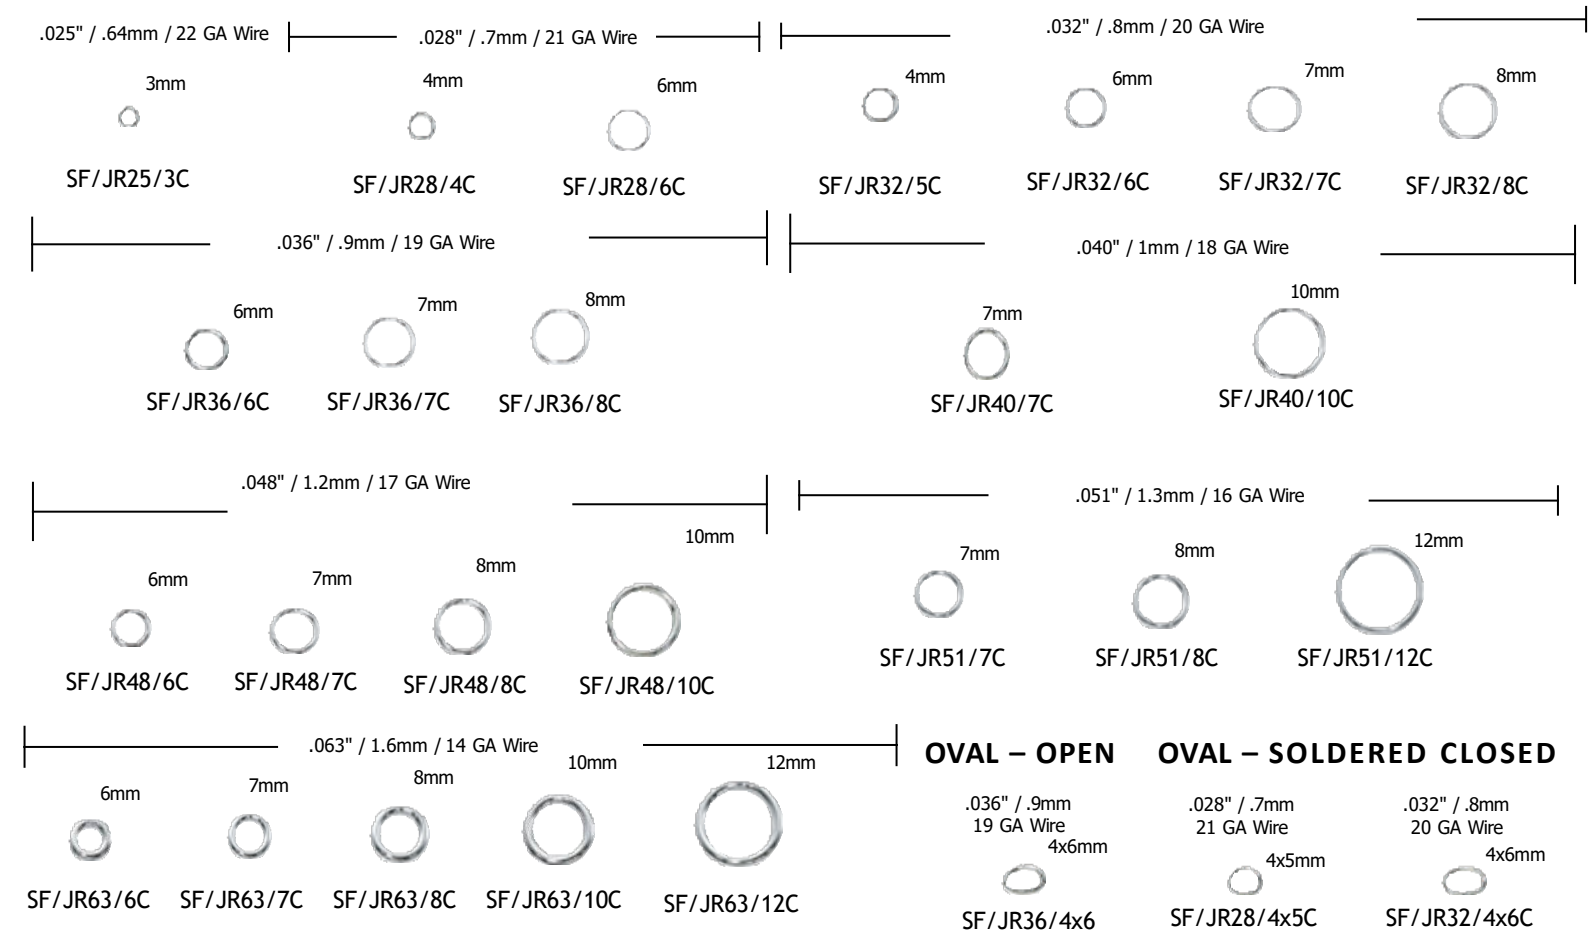 .025" / .64mm / 22 GA Wire
.028" / .7mm / 21 GA Wire
.032" / .8mm / 20 GA Wire
3mm
4mm
6mm
4mm
6mm
7mm
8mm
SF/JR25/3C
SF/JR28/4C
SF/JR28/6C
SF/JR32/5C
SF/JR32/6C
SF/JR32/7C
SF/JR32/8C
.036" / .9mm / 19 GA Wire
.040" / 1mm / 18 GA Wire
6mm
7mm
8mm
7mm
10mm
SF/JR36/6C
SF/JR36/7C
SF/JR36/8C
SF/JR40/7C
SF/JR40/10C
.048" / 1.2mm / 17 GA Wire
.051" / 1.3mm / 16 GA Wire
6mm
7mm
8mm
10mm
7mm
8mm
12mm
SF/JR48/6C
SF/JR48/7C
SF/JR48/8C
SF/JR48/10C
SF/JR51/7C
SF/JR51/8C
SF/JR51/12C
.063" / 1.6mm / 14 GA Wire
6mm
7mm
8mm
10mm
12mm
SF/JR63/6C
SF/JR63/7C
SF/JR63/8C
SF/JR63/10C
SF/JR63/12C
OVAL – OPEN
OVAL – SOLDERED CLOSED
.036" / .9mm
19 GA Wire
4x6mm
SF/JR36/4x6
.028" / .7mm
21 GA Wire
4x5mm
SF/JR28/4x5C
.032" / .8mm
20 GA Wire
4x6mm
SF/JR32/4x6C